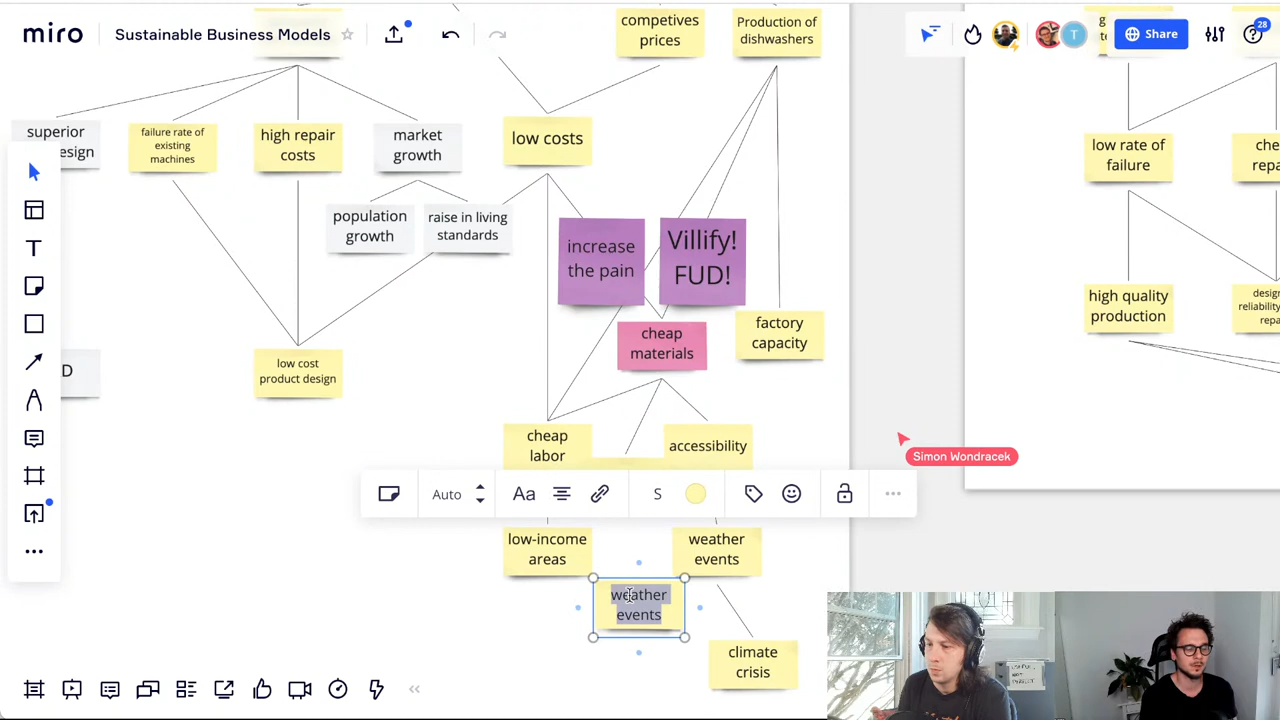 miro
Sustainable Business Models
Share
28
T
competives
prices
Production of
dishwashers
superior
design
failure rate of
existing
machines
high repair
costs
market
growth
low costs
population
growth
raise in living
standards
increase
the pain
Villify!
FUD!
cheap
materials
factory
capacity
low cost
product design
D
cheap
labor
accessibility
Simon Wondracek
Auto
Aa
S
low-income
areas
weather
events
weather
events
climate
crisis
low rate of
failure
che
repa
high quality
production
desig
reliability
repa
T